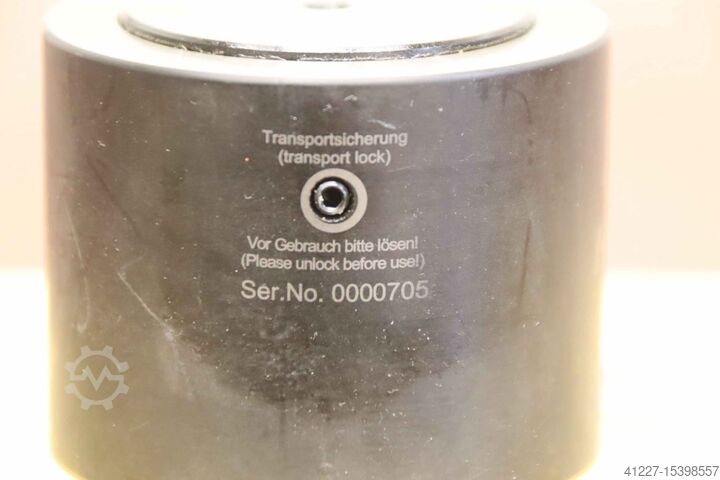 Transportsicherung
(transport lock)
Vor Gebrauch bitte lösen!
(Please unlock before use!)
Ser.No. 0000705
41227-15398557